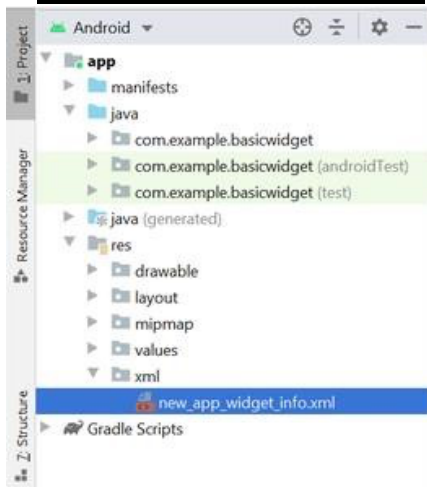 1: Project
Resource Manager
7: Structure
Android
app
manifests
java
com.example.basicwidget
com.example.basicwidget (androidTest)
com.example.basicwidget (test)
java (generated)
res
drawable
layout
mipmap
values
xml
new_app_widget_info.xml
Gradle Scripts